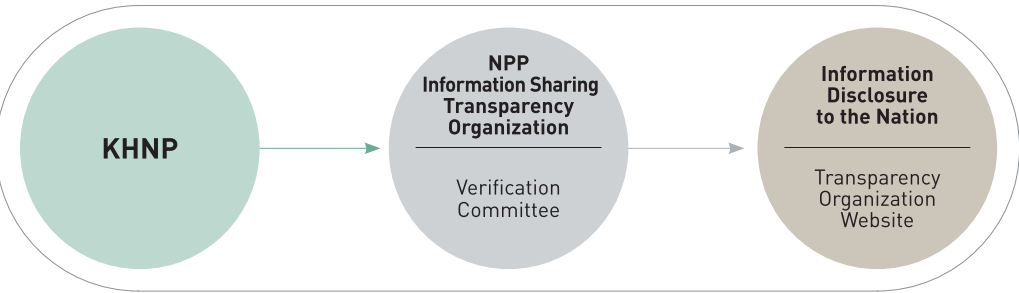 KHNP
NPP
Information Sharing
Transparency
Organization
Verification
Committee
Information
Disclosure
to the Nation
Transparency
Organization
Website